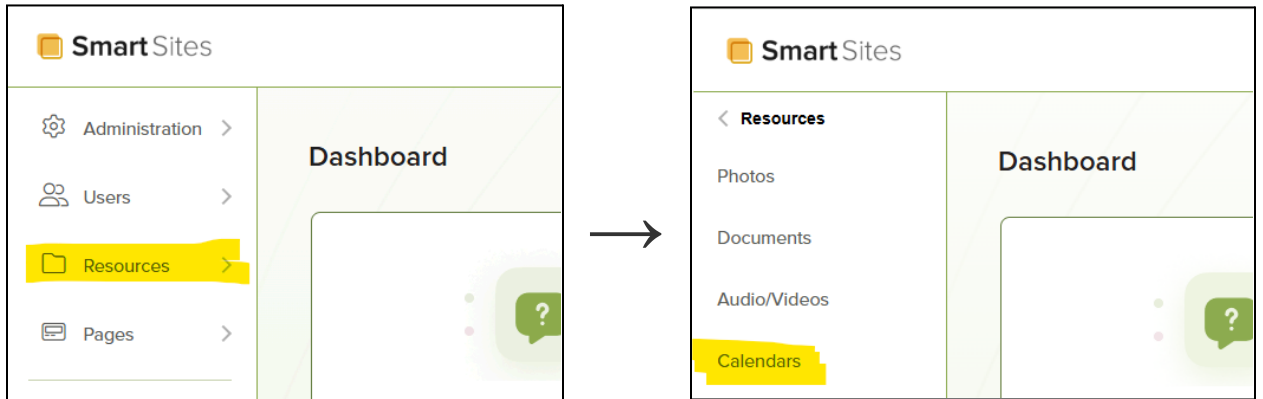 Smart Sites
Administration
Users
Resources
Pages
Dashboard
?
Smart Sites
Resources
Photos
Documents
Audio/Videos
Calendars
Dashboard
?